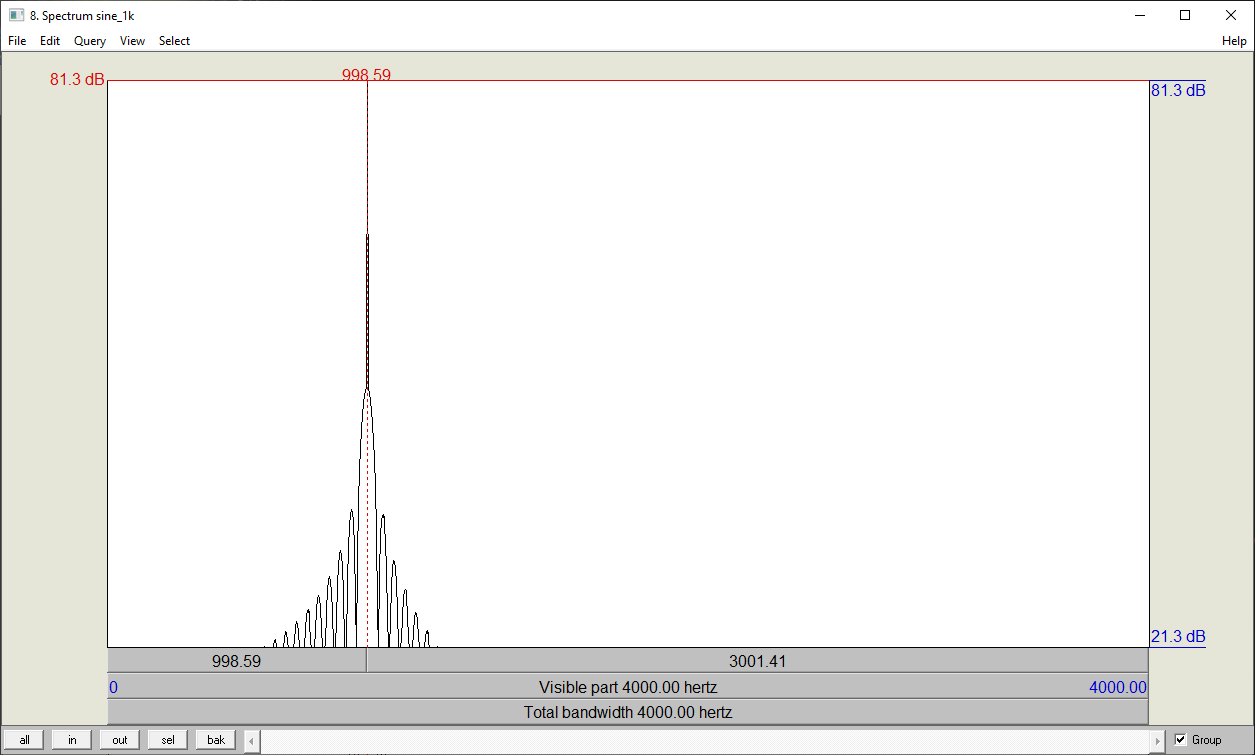 8. Spectrum sine_1k
File Edit Query View Select Help
998.59
81.3 dB
81.3 dB
21.3 dB
998.59 3001.41
0 Visible part 4000.00 hertz 4000.00
Total bandwidth 4000.00 hertz
all in out sel bak Group